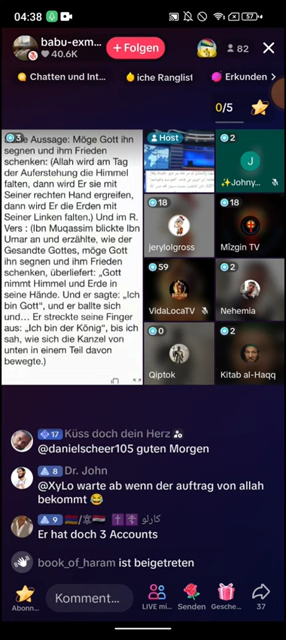 04:38
57
babu-exm...
40.6K
+ Folgen
82
Chatten und Int...
iche Ranglist
Erkunden >
0/5
3
Aussage: Möge Gott ihn
segnen und ihm Frieden
schenken: (Allah wird am Tag
der Auferstehung die Himmel
falten, dann wird Er sie mit
Seiner rechten Hand ergreifen,
dann wird Er die Erden mit
Seiner Linken falten.) Und im R.
Vers : (Ibn Muqassim blickte Ibn
Umar an und erzählte, wie der
Gesandte Gottes, möge Gott
ihn segnen und ihm Frieden
schenken, überliefert: „Gott
nimmt Himmel und Erde in
seine Hände. Und er sagte: „Ich
bin Gott“, und er ballte sich
und... Er streckte seine Finger
aus: „Ich bin der König“, bis ich
sah, wie sich die Kanzel von
unten in einem Teil davon
bewegte.)
Host
2
J
Johny...
18
jerylolgross
18
Mîzgin TV
59
VidaLocaTV
2
Nehemia
0
Qiptok
2
Kitab al-Haqq
17 Küss doch dein Herz
@danielscheer105 guten Morgen
8 Dr. John
@XyLo warte ab wenn der auftrag von allah
bekommt
9 كارلو
Er hat doch 3 Accounts
book_of_haram ist beigetreten
Abonn...
Komment...
LIVE mi...
Senden
Gesche...
37